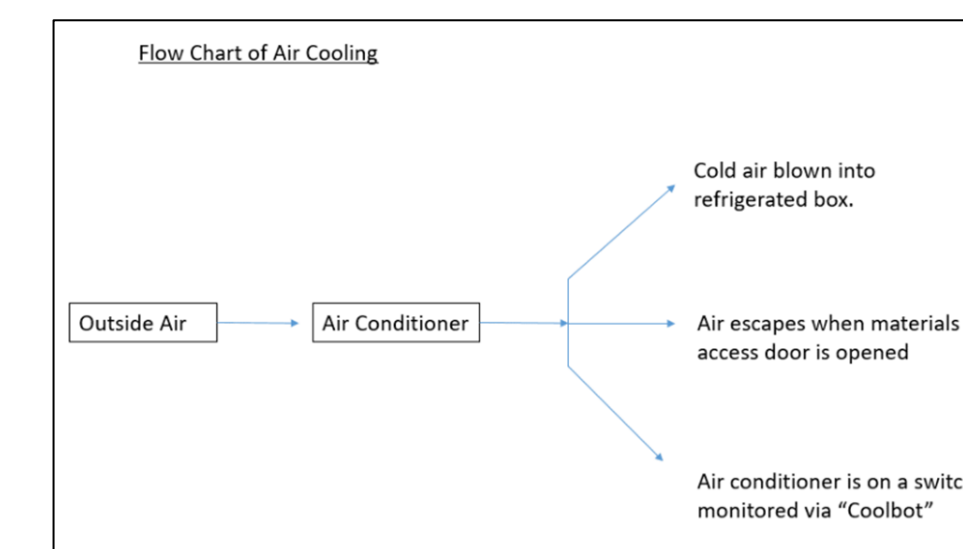 Flow Chart of Air Cooling
Cold air blown into
refrigerated box.
Outside Air
Air Conditioner
Air escapes when materials
access door is opened
Air conditioner is on a switc
monitored via “Coolbot”